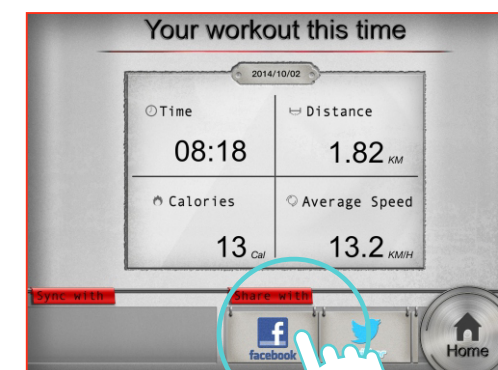 Your workout this time
2014/10/02
Time
Distance
08:18
1.82 KM
Calories
Average Speed
13 Cal
13.2 KM/H
Sync with
Share with
facebook
Home